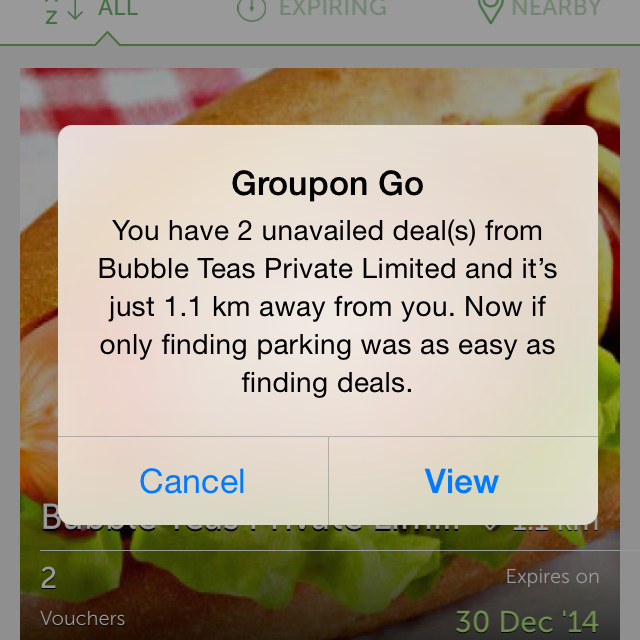 ALL EXPIRING NEARBY
Groupon Go
You have 2 unavailed deal(s) from
Bubble Teas Private Limited and it’s
just 1.1 km away from you. Now if
only finding parking was as easy as
finding deals.
Cancel View
Bubble Teas Private Lim... 1.1 km
2 Expires on
Vouchers 30 Dec '14